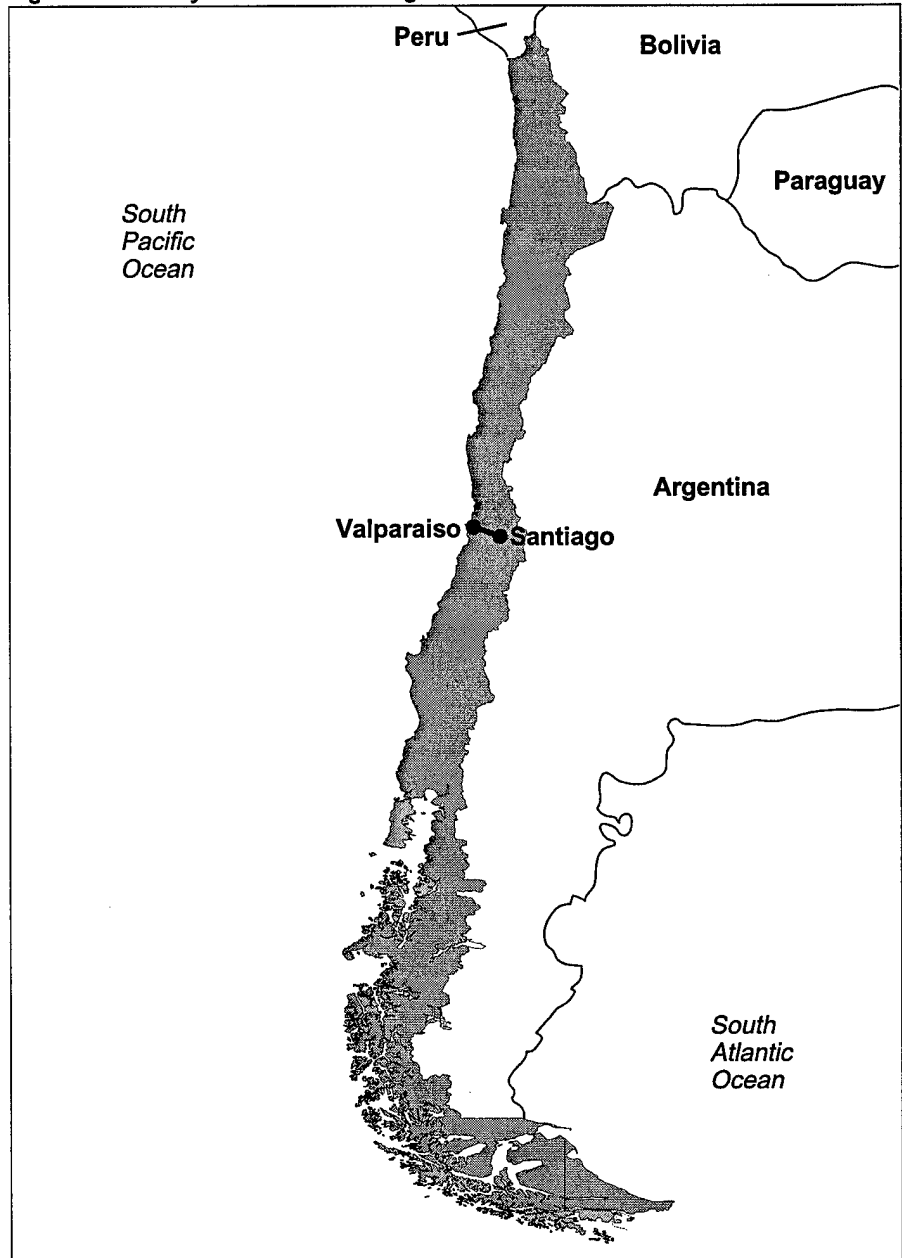 Peru
Bolivia
Paraguay
South
Pacific
Ocean
Argentina
Valparaiso
Santiago
South
Atlantic
Ocean